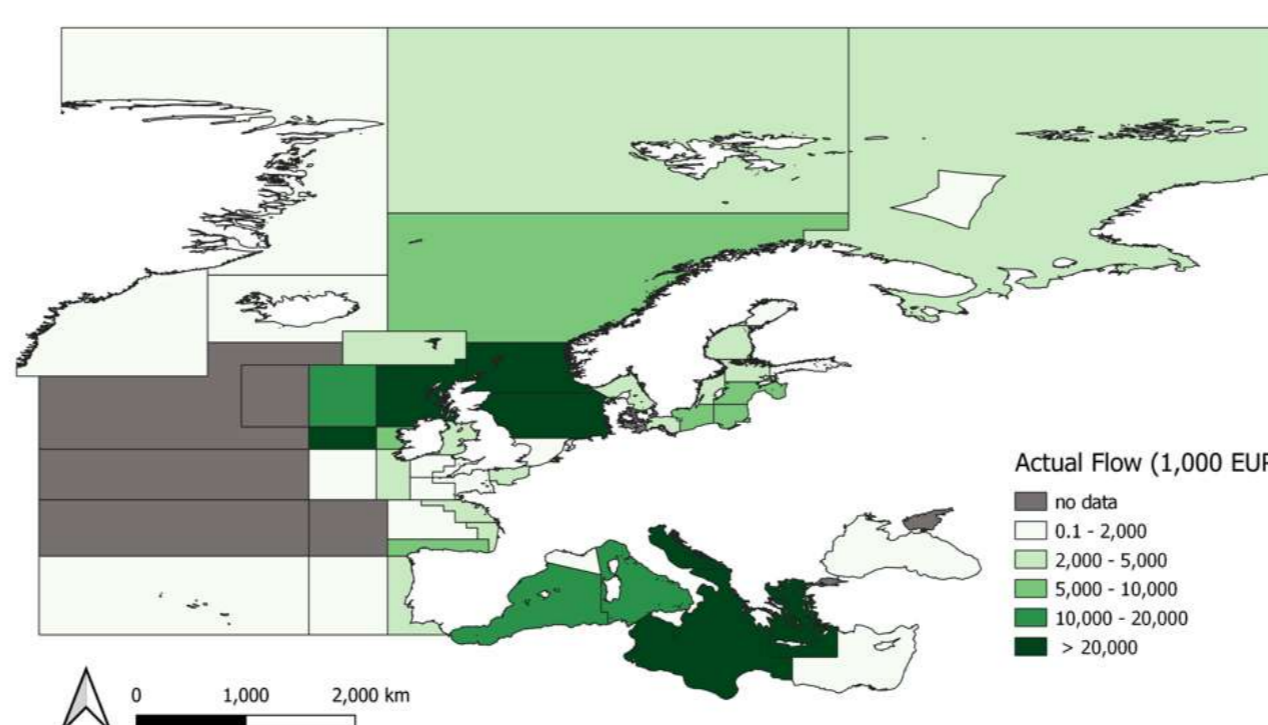 Actual Flow (1,000 EUR
no data
0.1 - 2,000
2,000 - 5,000
5,000 - 10,000
10,000 - 20,000
> 20,000
0 1,000 2,000 km